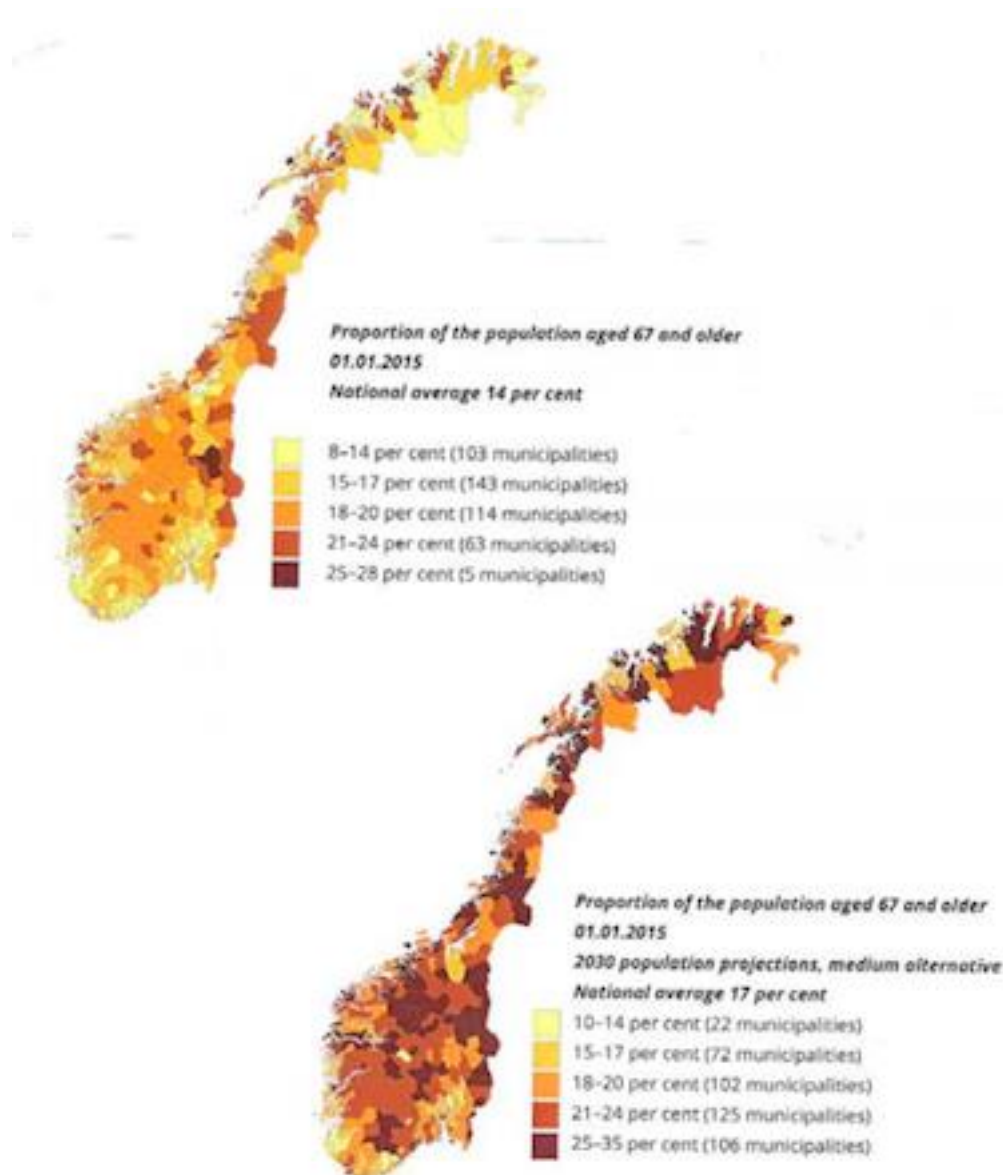 Proportion of the population aged 67 and older
01.01.2015
National average 14 per cent
8–14 per cent (103 municipalities)
15–17 per cent (143 municipalities)
18–20 per cent (114 municipalities)
21–24 per cent (63 municipalities)
25–28 per cent (5 municipalities)
Proportion of the population aged 67 and older
01.01.2015
2030 population projections, medium alternative
National average 17 per cent
10–14 per cent (22 municipalities)
15–17 per cent (72 municipalities)
18–20 per cent (102 municipalities)
21–24 per cent (125 municipalities)
25–35 per cent (106 municipalities)